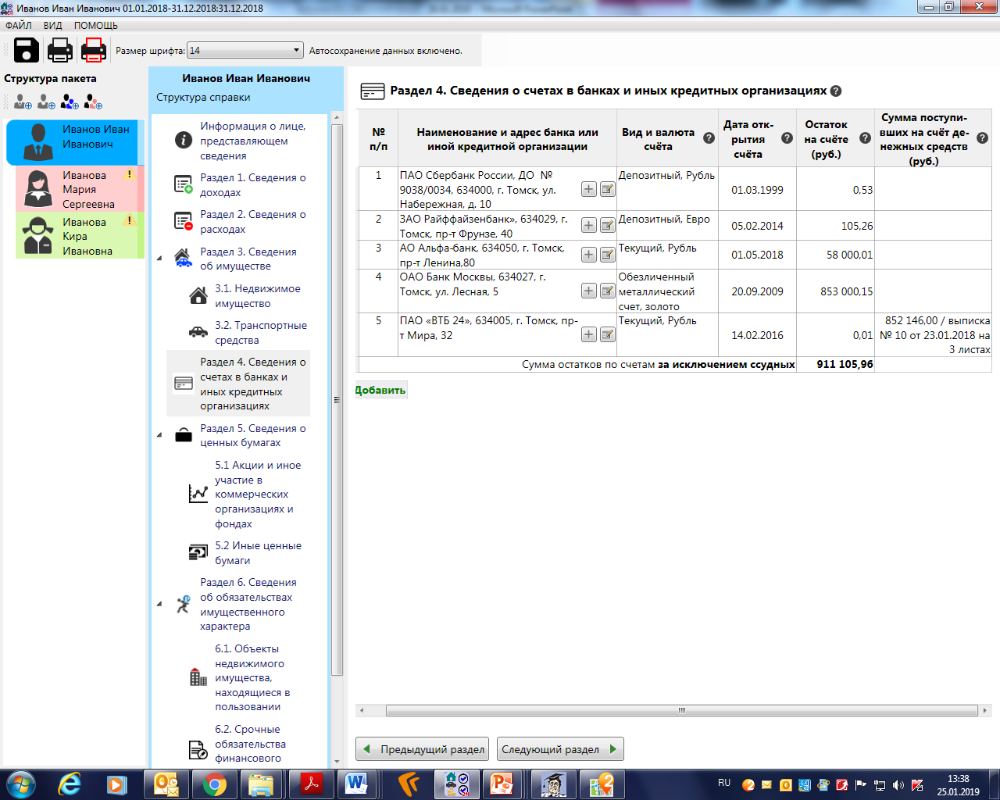 Иванов Иван Иванович 01.01.2018-31.12.2018:31.12.2018
ФАЙЛ ВИД ПОМОЩЬ
Размер шрифта: 14 Автосохранение данных включено.
Структура пакета
Иванов Иван
Иванович
Иванова
Мария
Сергеевна
Иванова
Кира
Ивановна
Иванов Иван Иванович
Структура справки
Информация о лице,
представляющем
сведения
Раздел 1. Сведения о
доходах
Раздел 2. Сведения о
расходах
Раздел 3. Сведения
об имуществе
3.1. Недвижимое
имущество
3.2. Транспортные
средства
Раздел 4. Сведения о
счетах в банках и
иных кредитных
организациях
Раздел 5. Сведения о
ценных бумагах
5.1 Акции и иное
участие в
коммерческих
организациях и
фондах
5.2 Иные ценные
бумаги
Раздел 6. Сведения
об обязательствах
имущественного
характера
6.1. Объекты
недвижимого
имущества,
находящиеся в
пользовании
6.2. Срочные
обязательства
финансового
Раздел 4. Сведения о счетах в банках и иных кредитных организациях
№
п/п
Наименование и адрес банка или
иной кредитной организации
Вид и валюта
счёта
Дата отк-
рытия
счёта
Остаток
на счёте
(руб.)
Сумма поступи-
вших на счёт де-
нежных средств
(руб.)
1
ПАО Сбербанк России, ДО №
9038/0034, 634000, г. Томск, ул.
Набережная, д. 10
Депозитный, Рубль
01.03.1999
0,53
2
ЗАО Райффайзенбанк», 634029, г.
Томск, пр-т Фрунзе, 40
Депозитный, Евро
05.02.2014
105,26
3
АО Альфа-банк, 634050, г. Томск,
пр-т Ленина,80
Текущий, Рубль
01.05.2018
58 000,01
4
ОАО Банк Москвы, 634027, г.
Томск, ул. Лесная, 5
Обезличенный
металлический
счет, золото
20.09.2009
853 000,15
5
ПАО «ВТБ 24», 634005, г. Томск, пр-
т Мира, 32
Текущий, Рубль
14.02.2016
0,01
852 146,00 / выписка
№ 10 от 23.01.2018 на
3 листах
Сумма остатков по счетам за исключением ссудных 911 105,96
Добавить
Предыдущий раздел Следующий раздел
RU
13:38
25.01.2019